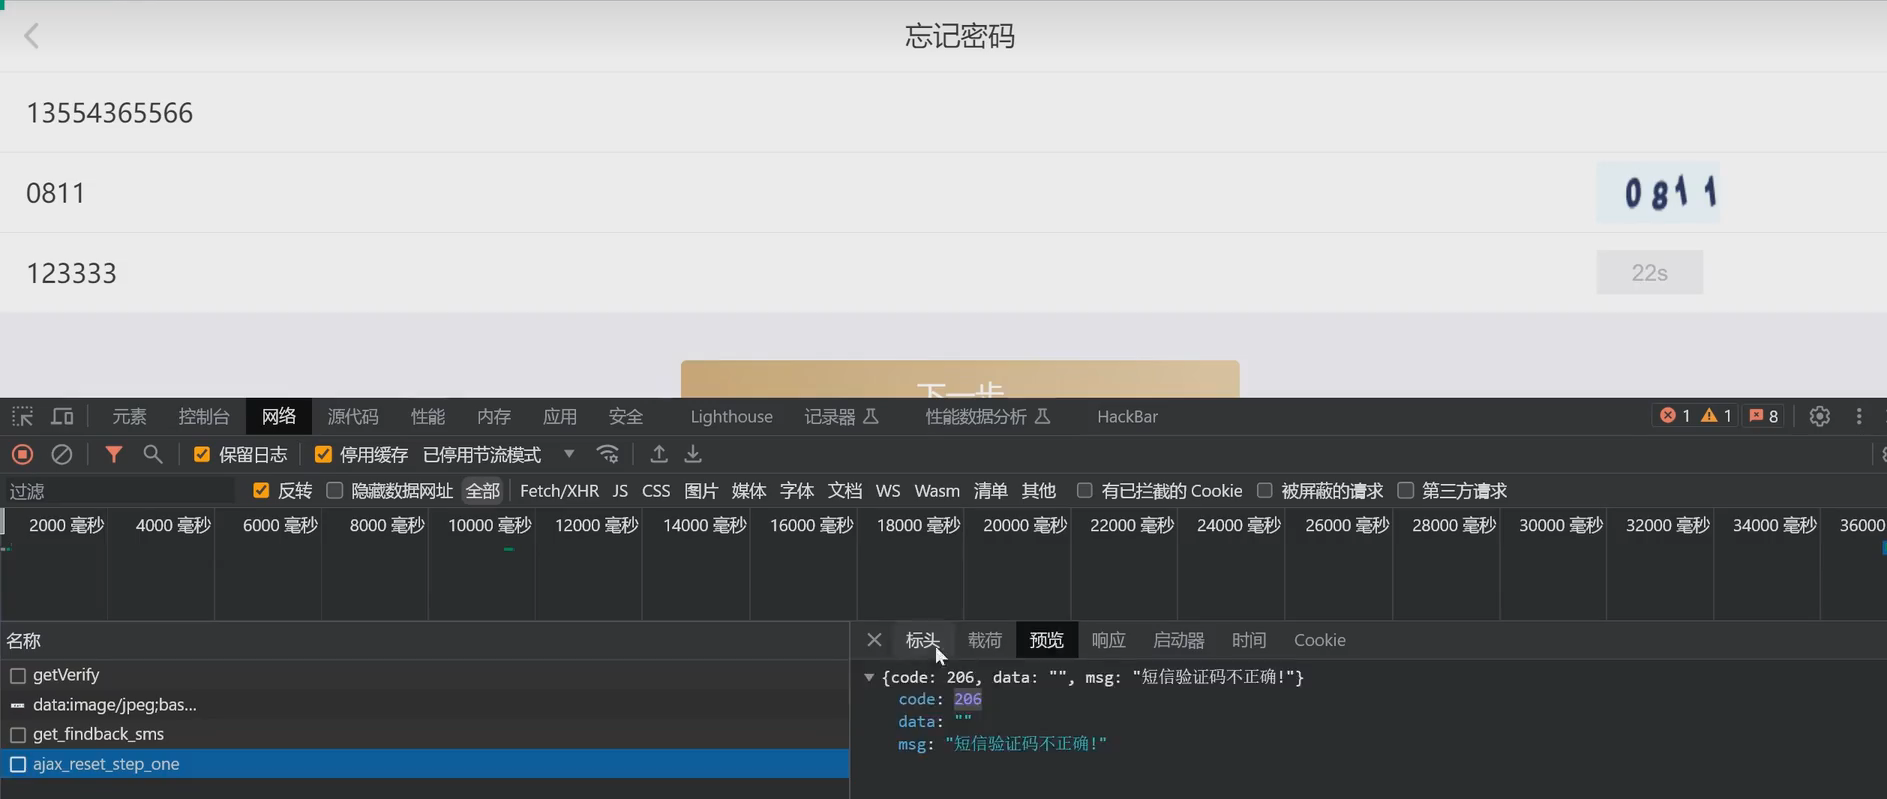 忘记密码
13554365566
0811
0811
123333
22s
下一步
元素 控制台 网络 源代码 性能 内存 应用 安全 Lighthouse 记录器 性能数据分析 HackBar 1 1 8
保留日志 停用缓存 已停用节流模式
过滤 反转 隐藏数据网址 全部 Fetch/XHR JS CSS 图片 媒体 字体 文档 WS Wasm 清单 其他 有已拦截的 Cookie 被屏蔽的请求 第三方请求
2000 毫秒 4000 毫秒 6000 毫秒 8000 毫秒 10000 毫秒 12000 毫秒 14000 毫秒 16000 毫秒 18000 毫秒 20000 毫秒 22000 毫秒 24000 毫秒 26000 毫秒 28000 毫秒 30000 毫秒 32000 毫秒 34000 毫秒 36000
名称
getVerify
data:image/jpeg;bas...
get_findback_sms
ajax_reset_step_one
标头 载荷 预览 响应 启动器 时间 Cookie
{code: 206, data: "", msg: "短信验证码不正确!"}
code: 206
data: ""
msg: "短信验证码不正确!"